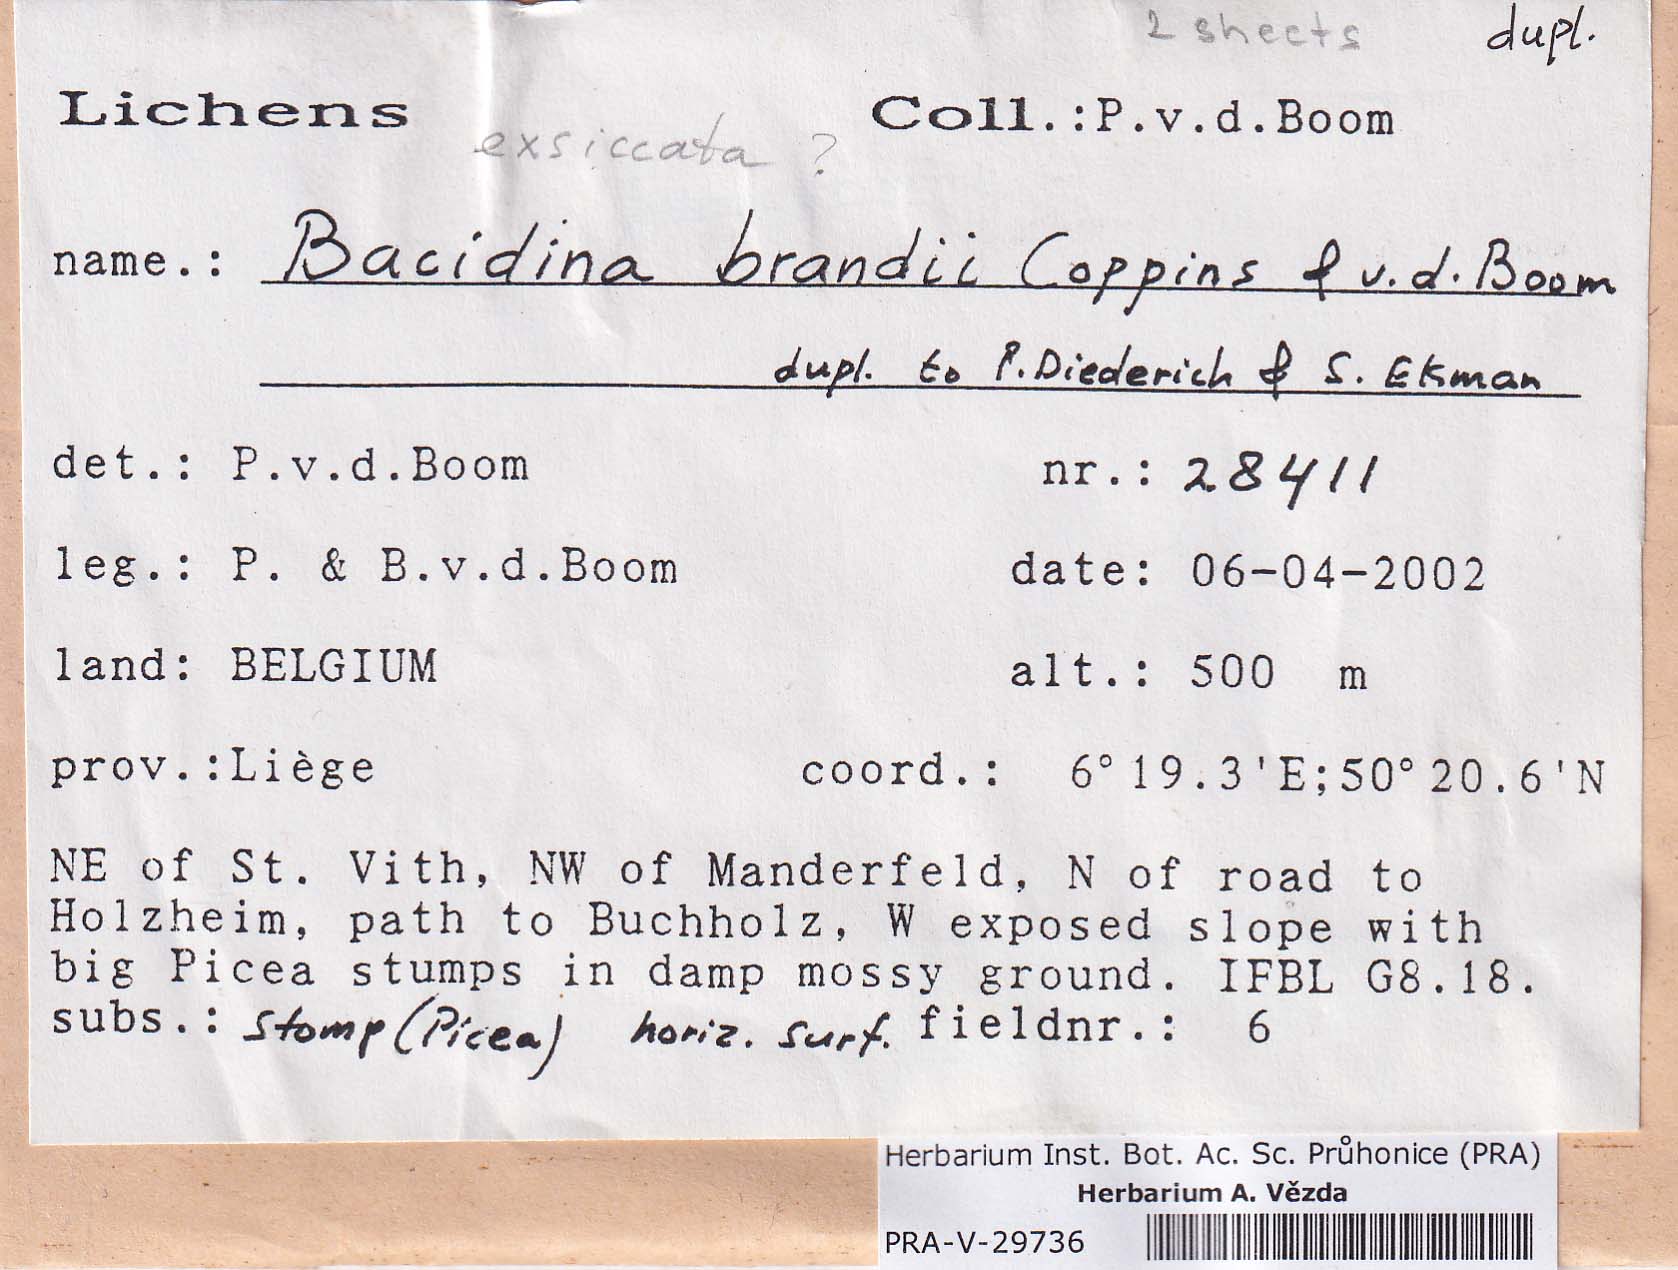 2 sheets dupl.
Lichens Coll.:P.v.d.Boom
exsiccata ?
name.: Bacidina brandii Coppins & v.d.Boom
dupl. to P.Diederich & S. Ekman
det.: P.v.d.Boom nr.: 28411
leg.: P. & B.v.d.Boom date: 06-04-2002
land: BELGIUM alt.: 500 m
prov.:Liège coord.: 6°19.3'E;50°20.6'N
NE of St. Vith, NW of Manderfeld, N of road to
Holzheim, path to Buchholz, W exposed slope with
big Picea stumps in damp mossy ground. IFBL G8.18.
subs.: stomp (Picea) horiz. surf. fieldnr.: 6
Herbarium Inst. Bot. Ac. Sc. Průhonice (PRA)
Herbarium A. Vězda
PRA-V-29736